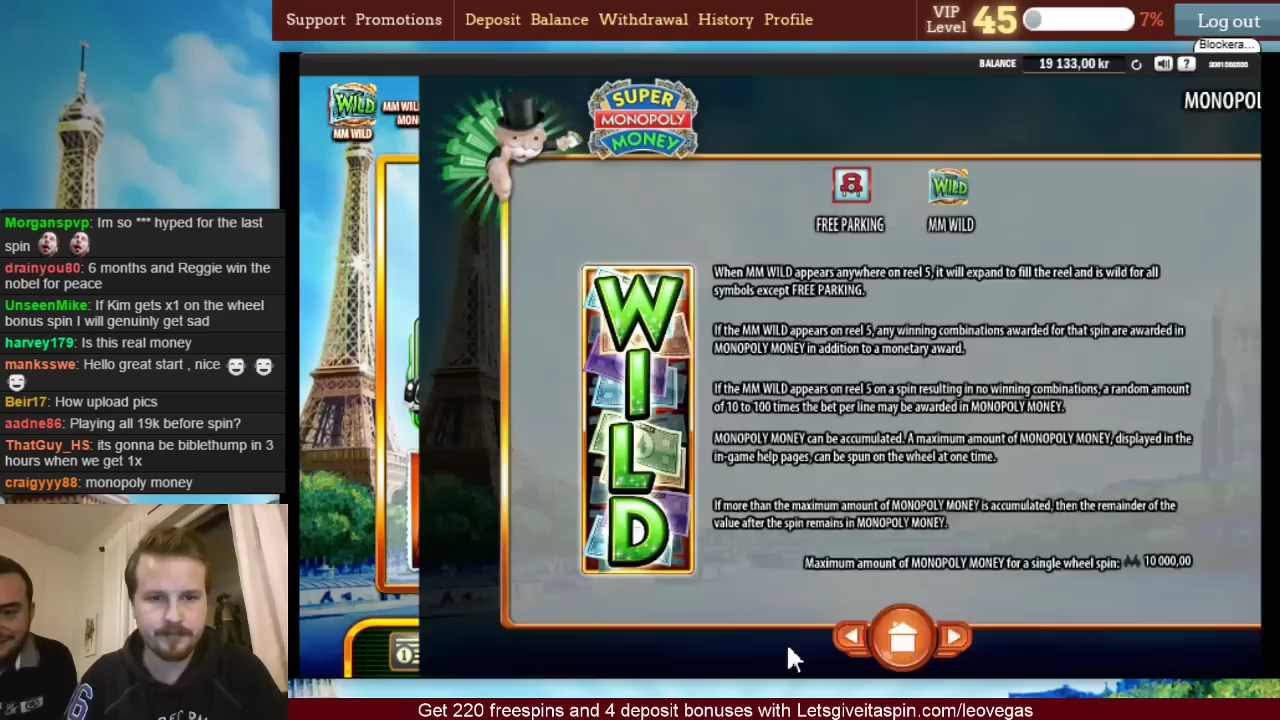 Support Promotions Deposit Balance Withdrawal History Profile
VIP Level 45 7% Log out
Blockera...
BALANCE 19 133,00 kr
WILD
MM WILD
MM WIL
MON
SUPER
MONOPOLY
MONEY
MONOPOL
WILD
FREE PARKING MM WILD
When MM WILD appears anywhere on reel 5, it will expand to fill the reel and is wild for all
symbols except FREE PARKING.
If the MM WILD appears on reel 5, any winning combinations awarded for that spin are awarded in
MONOPOLY MONEY in addition to a monetary award.
If the MM WILD appears on reel 5 on a spin resulting in no winning combinations, a random amount
of 10 to 100 times the bet per line may be awarded in MONOPOLY MONEY.
MONOPOLY MONEY can be accumulated. A maximum amount of MONOPOLY MONEY, displayed in the
in-game help pages, can be spun on the wheel at one time.
If more than the maximum amount of MONOPOLY MONEY is accumulated, then the remainder of the
value after the spin remains in MONOPOLY MONEY.
Maximum amount of MONOPOLY MONEY for a single wheel spin: 10 000,00
WILD
Morganspvp: Im so *** hyped for the last
spin
drainyou80: 6 months and Reggie win the
nobel for peace
UnseenMike: If Kim gets x1 on the wheel
bonus spin I will genuinely get sad
harvey179: Is this real money
manksswe: Hello great start , nice
Beir17: How upload pics
aadne86: Playing all 19k before spin?
ThatGuy_HS: its gonna be biblethump in 3
hours when we get 1x
craigyyy88: monopoly money
Get 220 freespins and 4 deposit bonuses with Letsgiveitaspin.com/leovegas